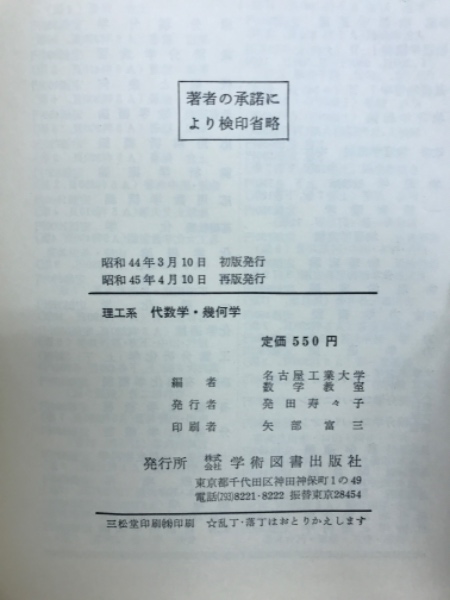 著者の承諾に
より検印省略
昭和44年3月10日 初版発行
昭和45年4月10日 再版発行
理工系 代数学・幾何学
定価 550 円
編者 名古屋工業大学
数学教室
発行者 発田寿々子
印刷者 矢部富三
発行所 株式会社 学術図書出版社
東京都千代田区神田神保町1の49
電話(793)8221-8222 振替東京28454
三松堂印刷㈱印刷 ☆乱丁・落丁はおとりかえします